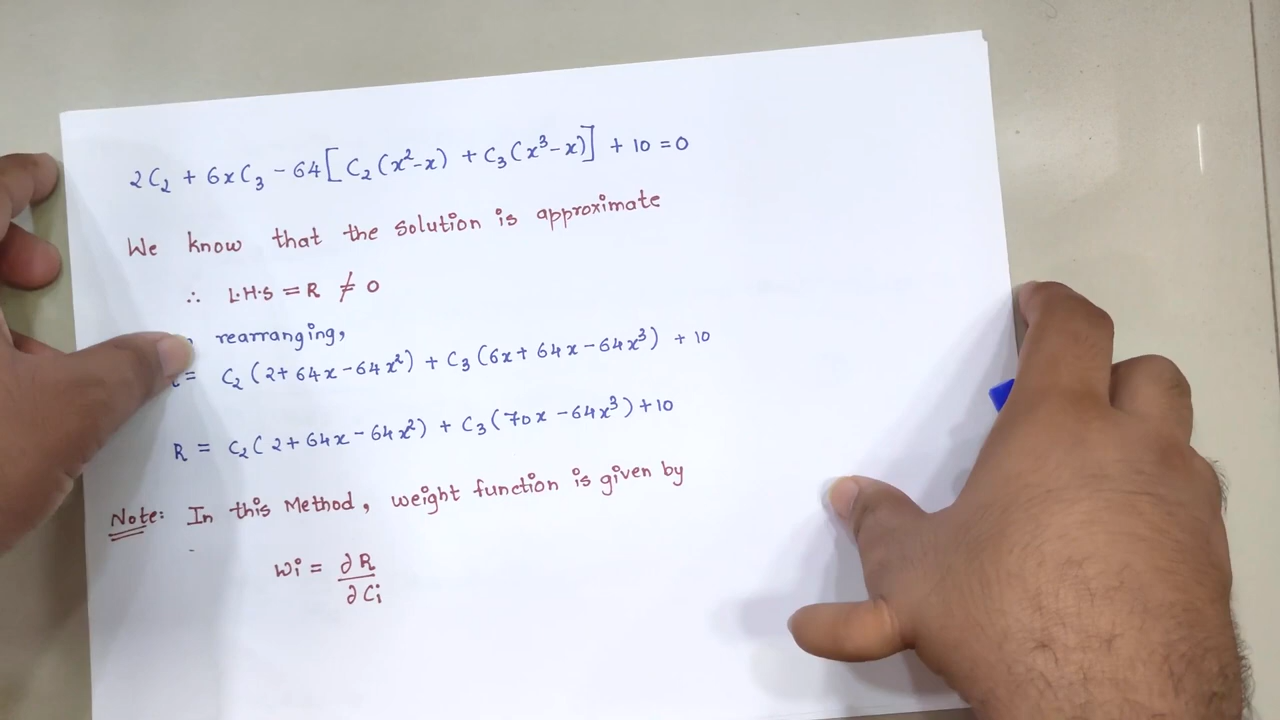 2C₂ + 6xC₃ - 64[C₂(x²-x) + C₃(x³-x)] + 10 = 0
We know that the solution is approximate
∴ L.H.S = R ≠ 0
rearranging,
= C₂(2+64x-64x²) + C₃(6x+64x-64x³) + 10
R = C₂(2+64x-64x²) + C₃(70x-64x³)+10
Note: In this Method, weight function is given by
Wi = ∂R/∂Ci